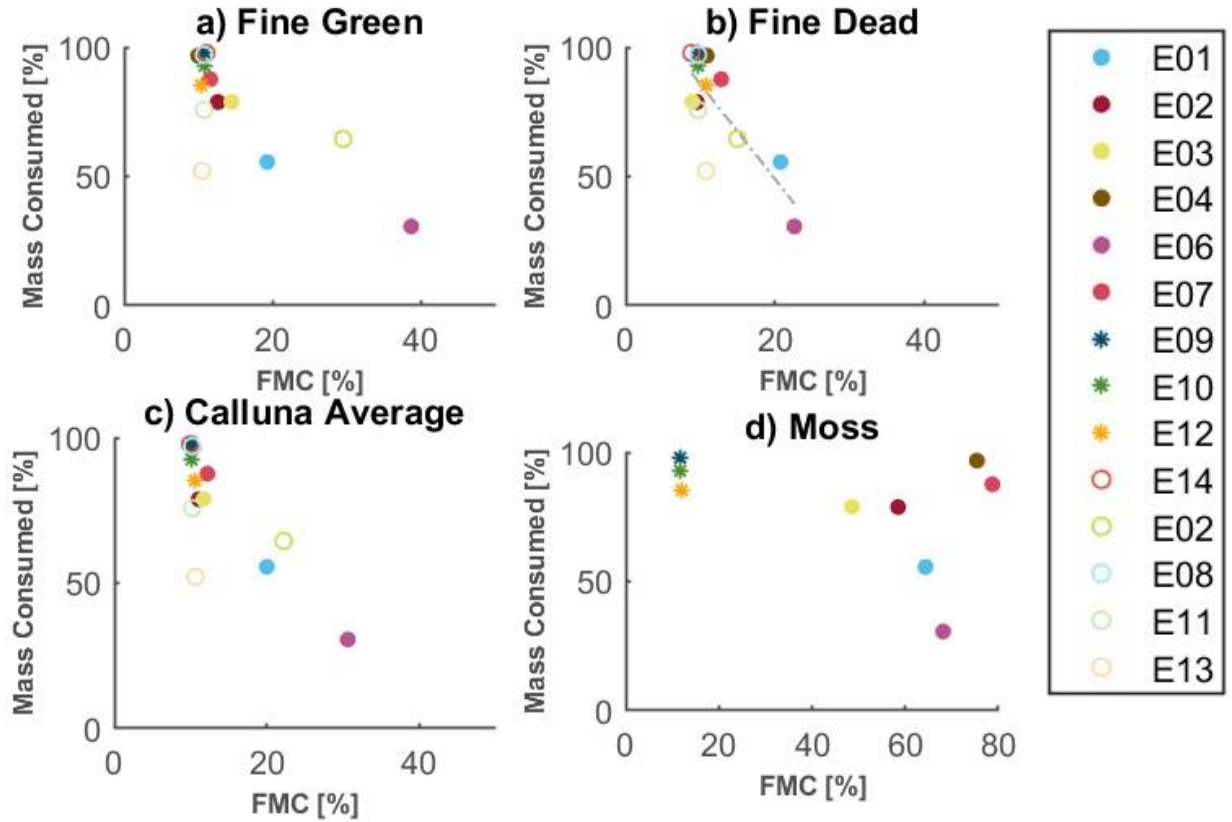 a) Fine Green
Mass Consumed [%]
100
50
0
0 20 40
FMC [%]
b) Fine Dead
Mass Consumed [%]
100
50
0
0 20 40
FMC [%]
c) Calluna Average
Mass Consumed [%]
100
50
0
0 20 40
FMC [%]
d) Moss
Mass Consumed [%]
100
50
0
0 20 40 60 80
FMC [%]
E01
E02
E03
E04
E06
E07
E09
E10
E12
E14
E02
E08
E11
E13